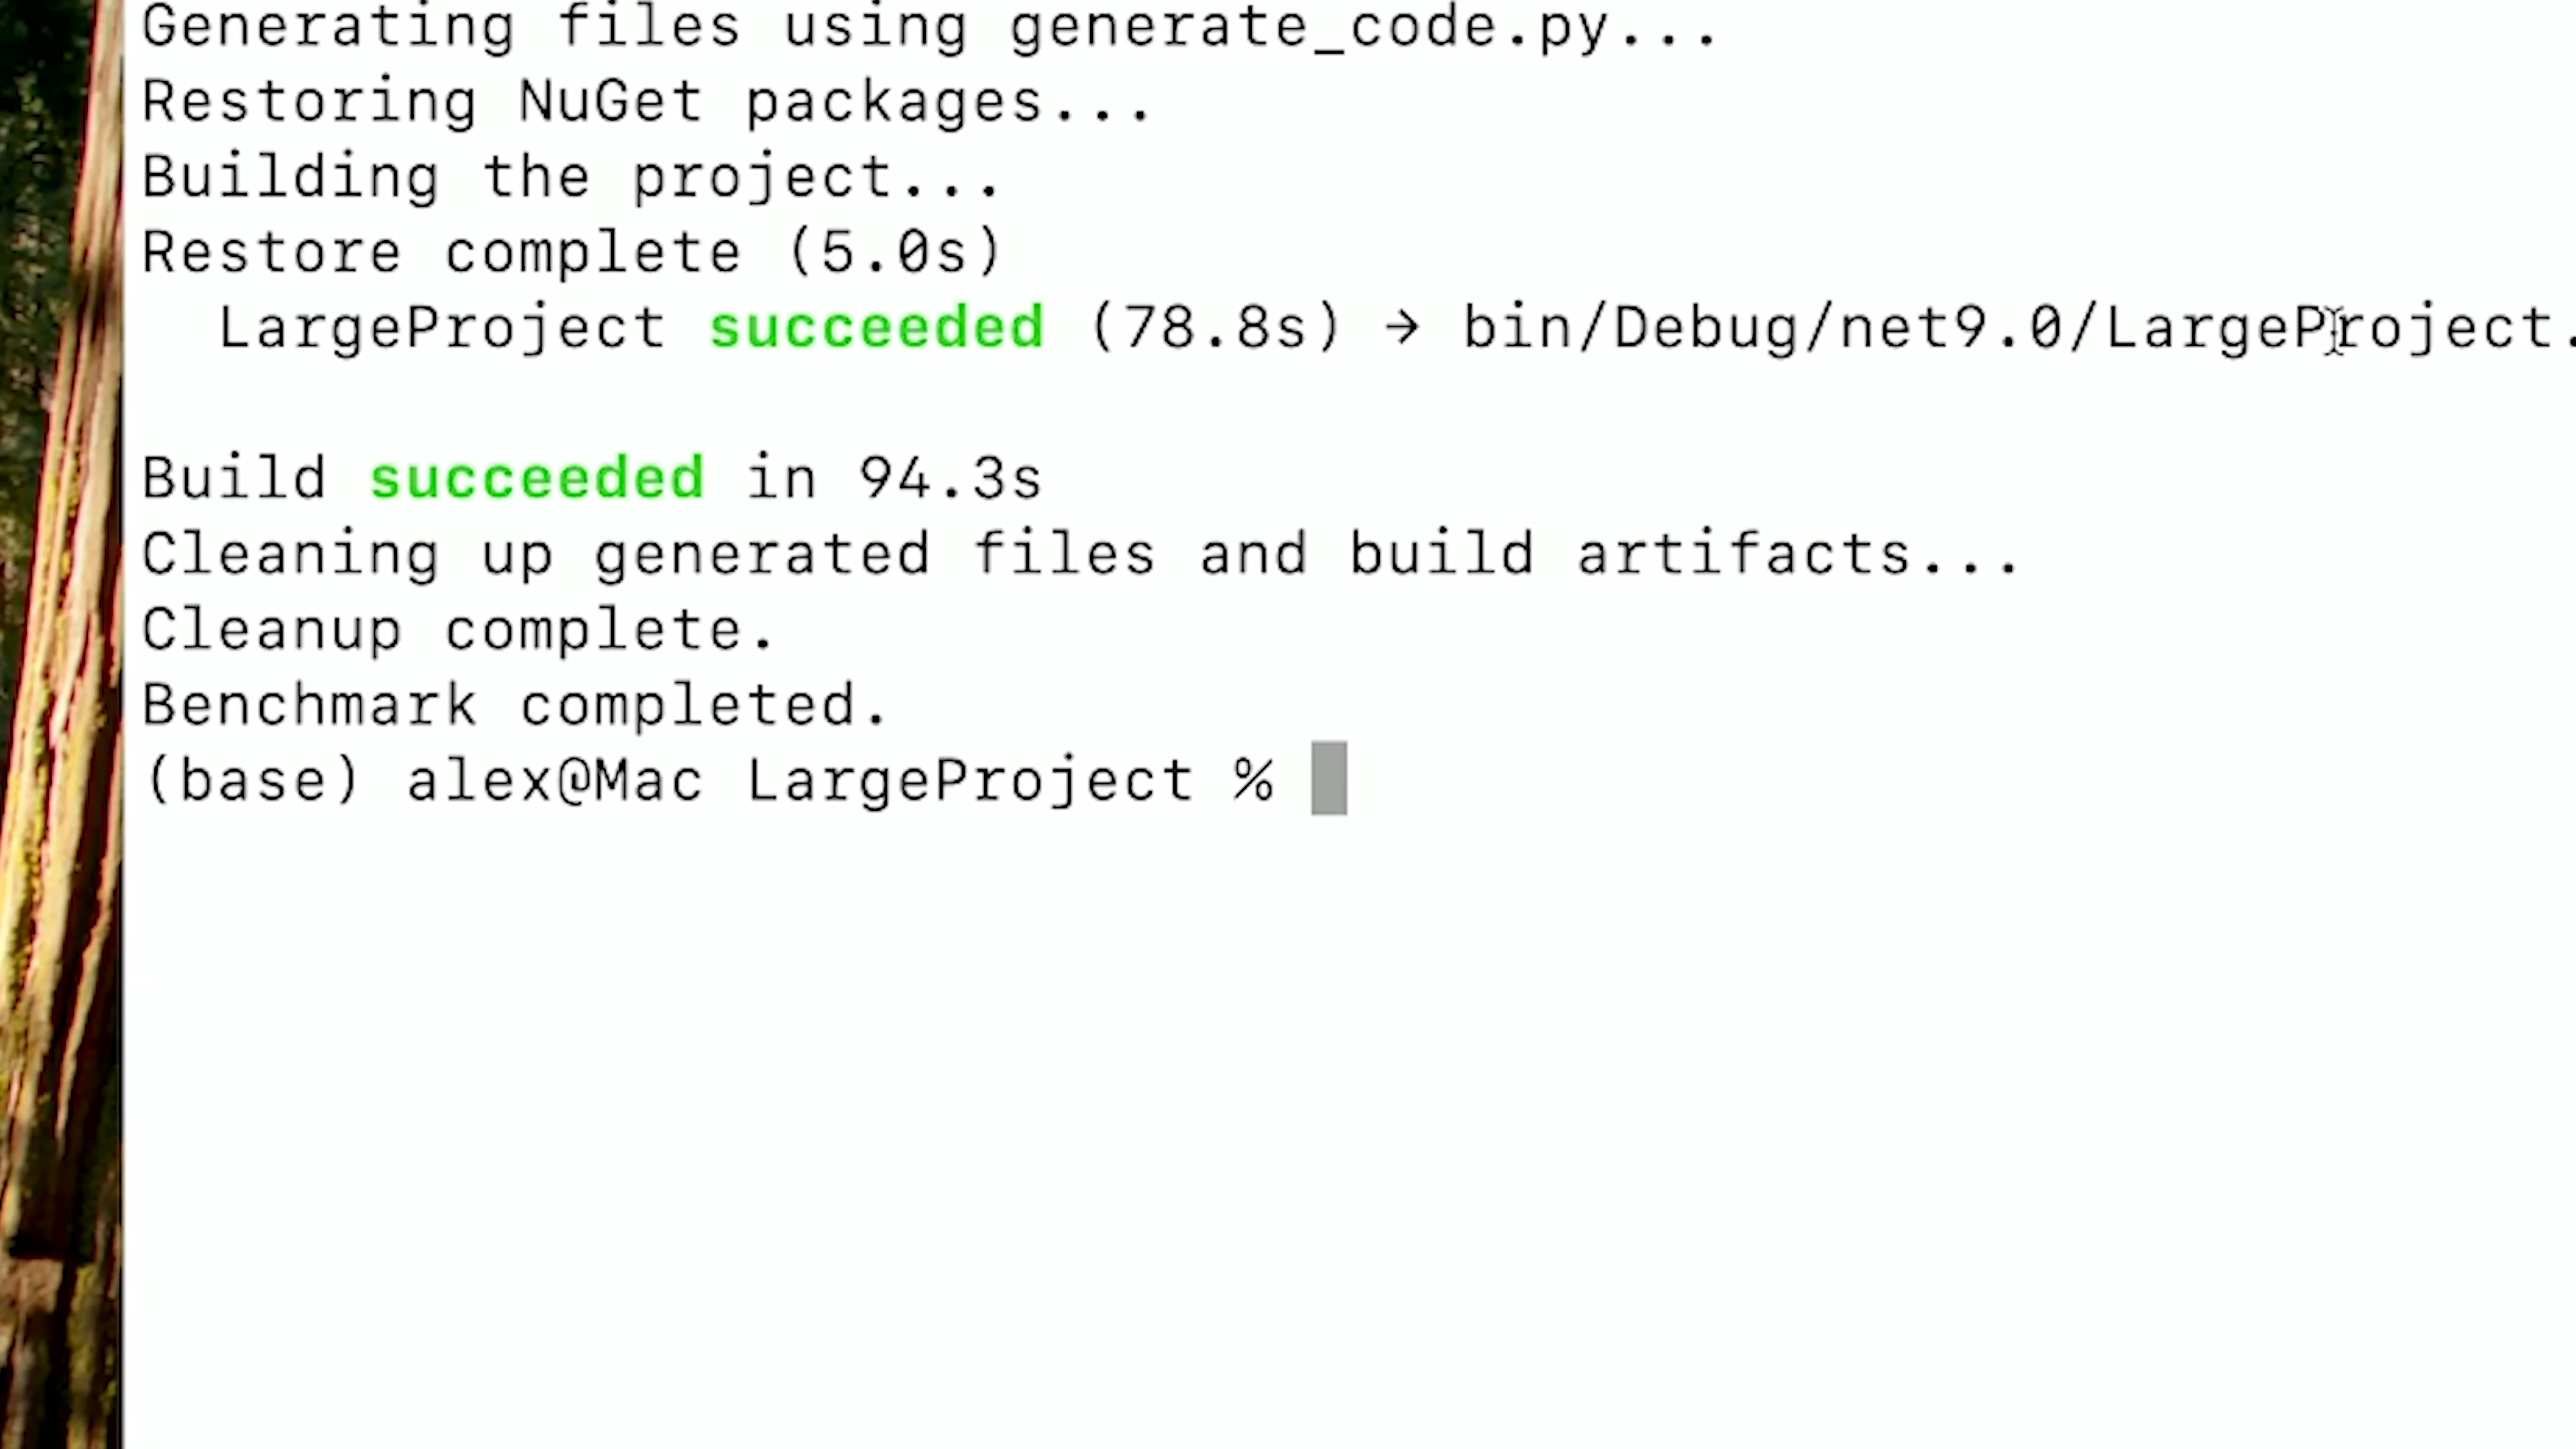 Generating files using generate_code.py...
Restoring NuGet packages...
Building the project...
Restore complete (5.0s)
LargeProject succeeded (78.8s) → bin/Debug/net9.0/LargeProject.
Build succeeded in 94.3s
Cleaning up generated files and build artifacts...
Cleanup complete.
Benchmark completed.
(base) alex@Mac LargeProject %